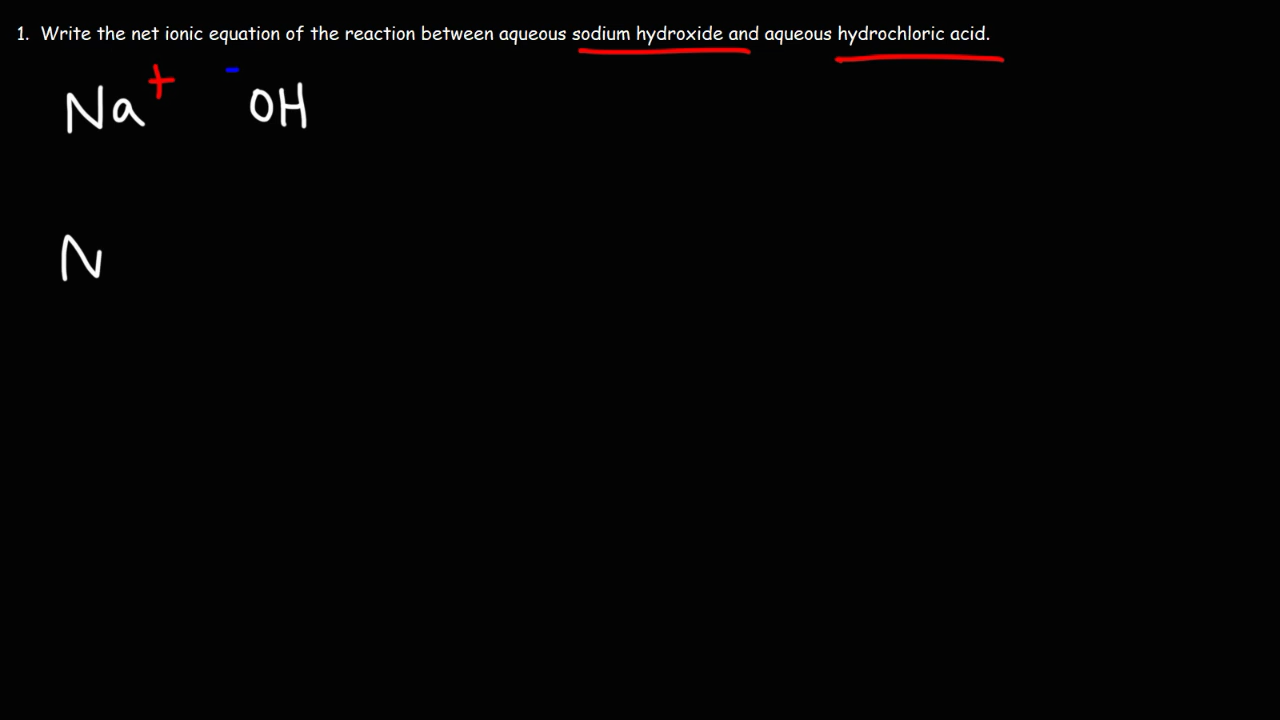 1. Write the net ionic equation of the reaction between aqueous sodium hydroxide and aqueous hydrochloric acid.
Na⁺ ⁻OH
N